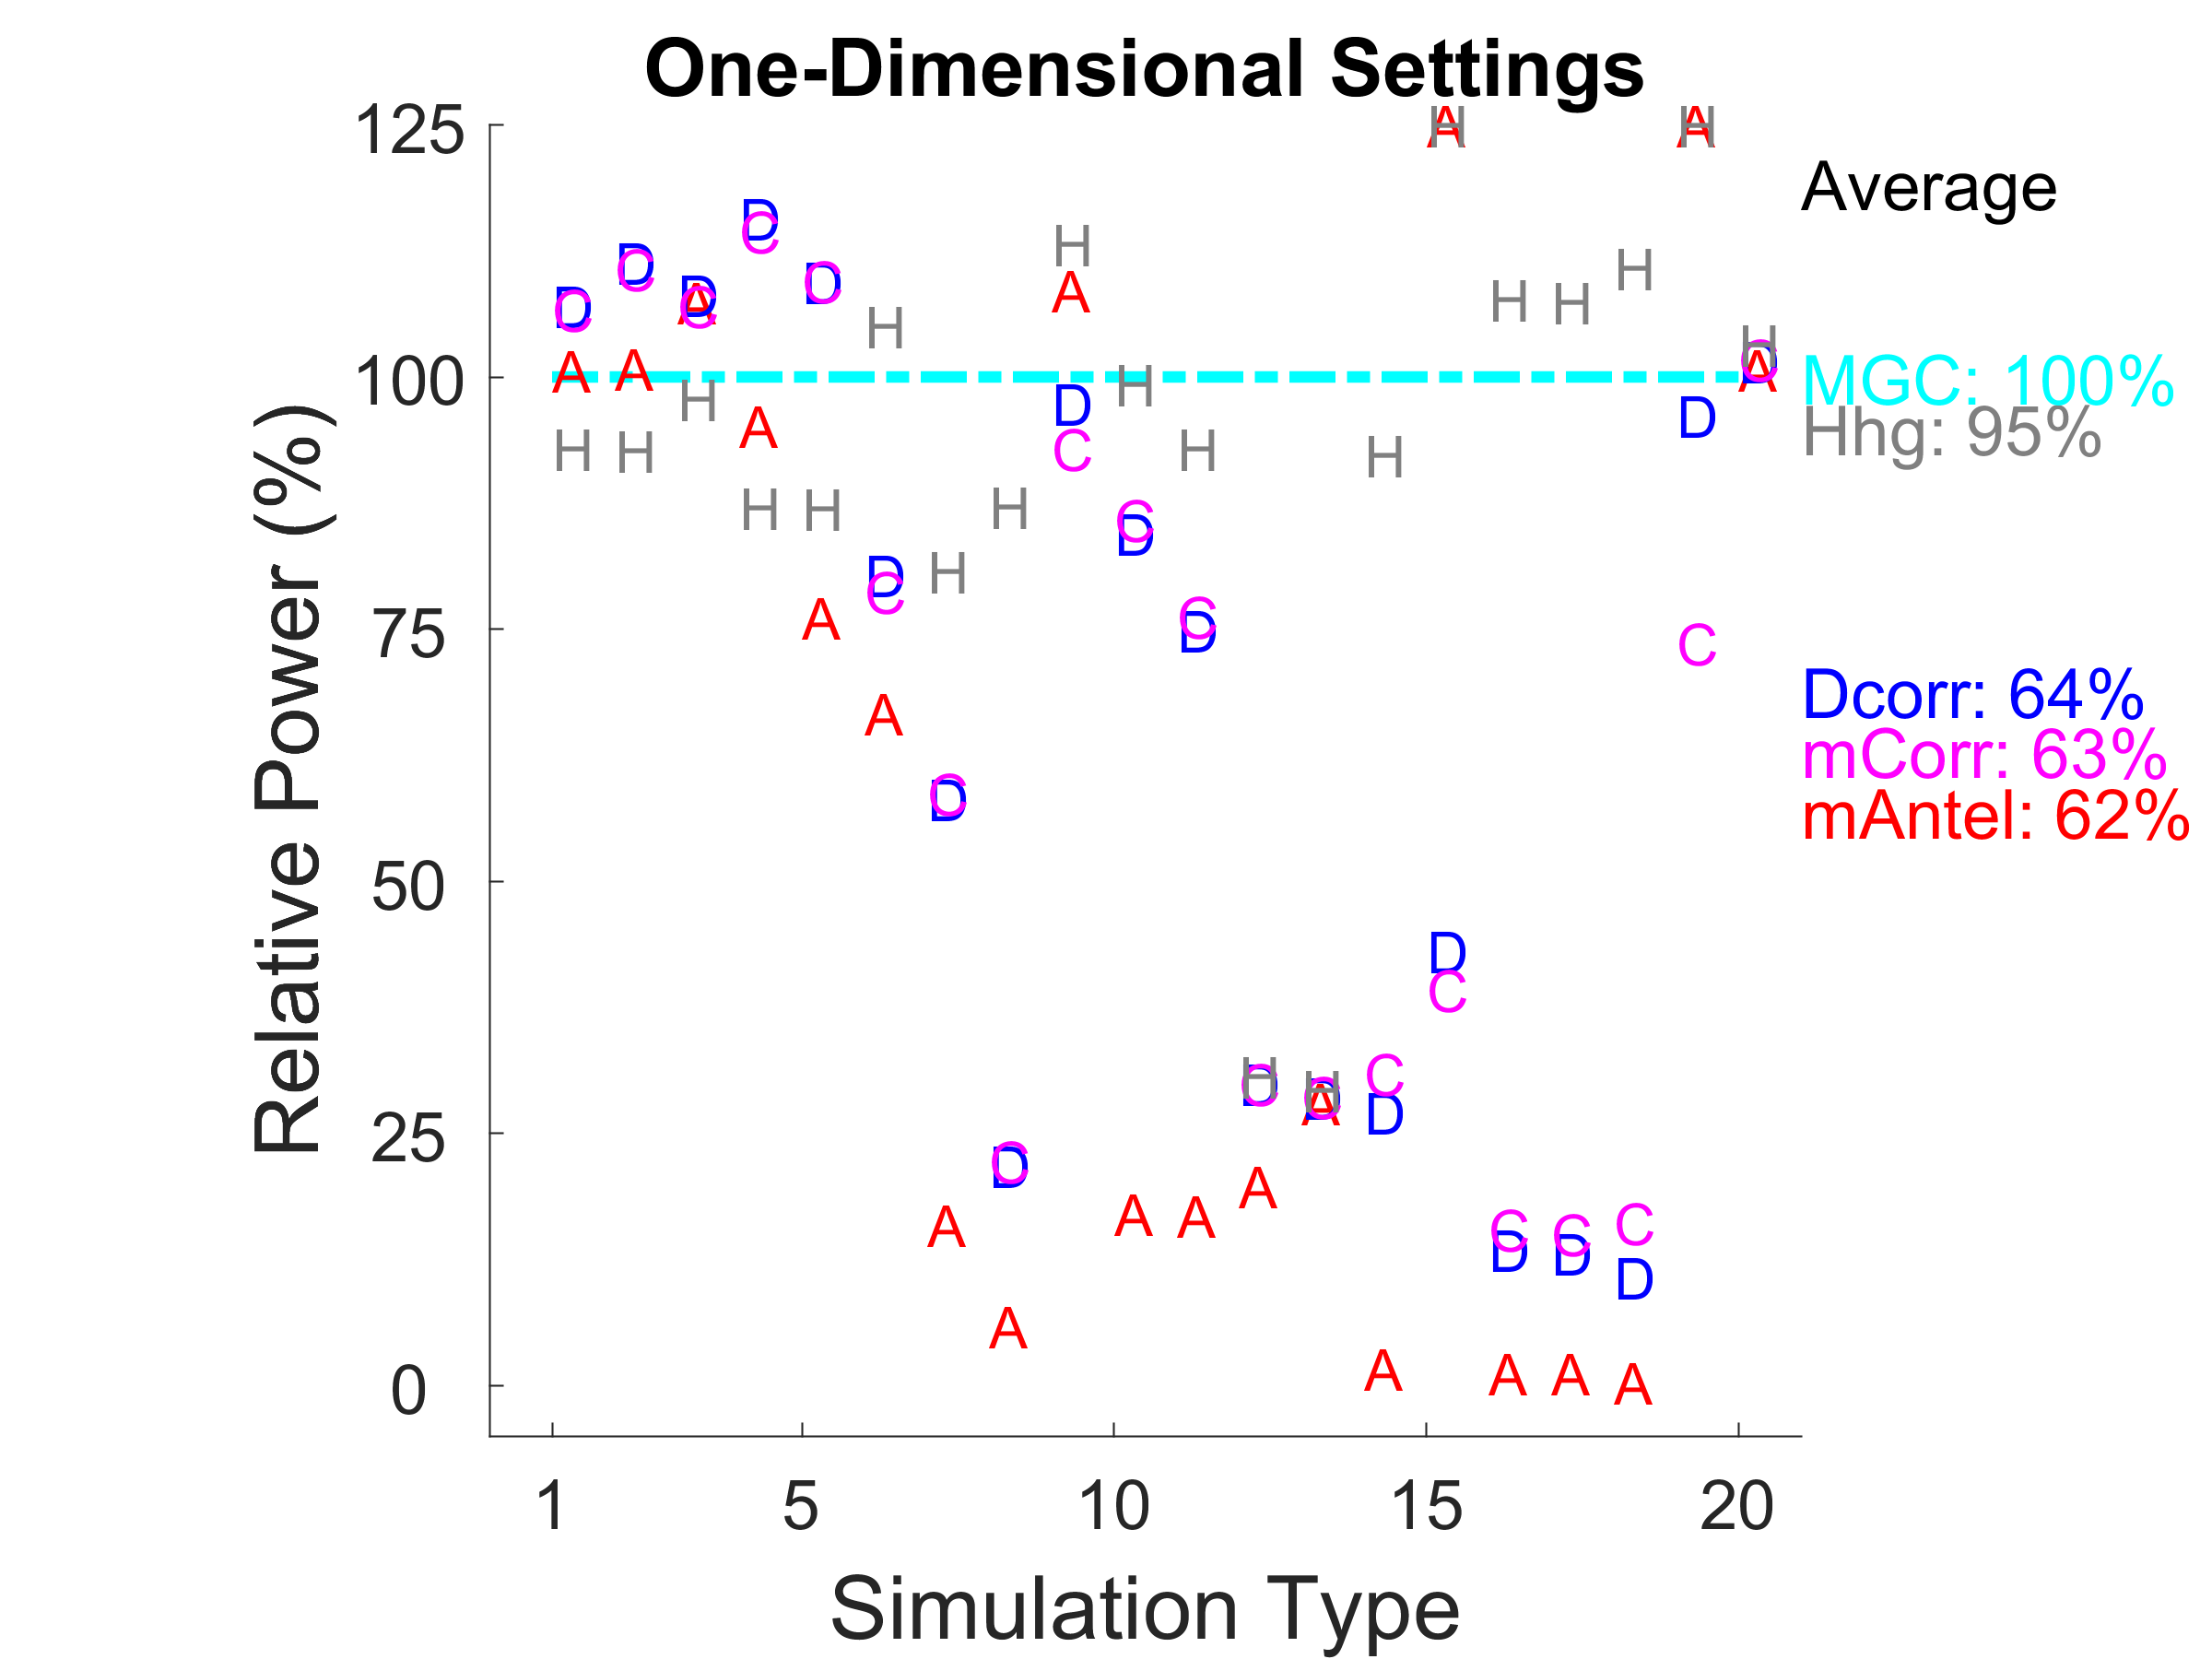 One-Dimensional Settings
125
100
75
50
25
0
Relative Power (%)
1 5 10 15 20
Simulation Type
Average
MGC: 100%
Hhg: 95%
Dcorr: 64%
mCorr: 63%
mAntel: 62%